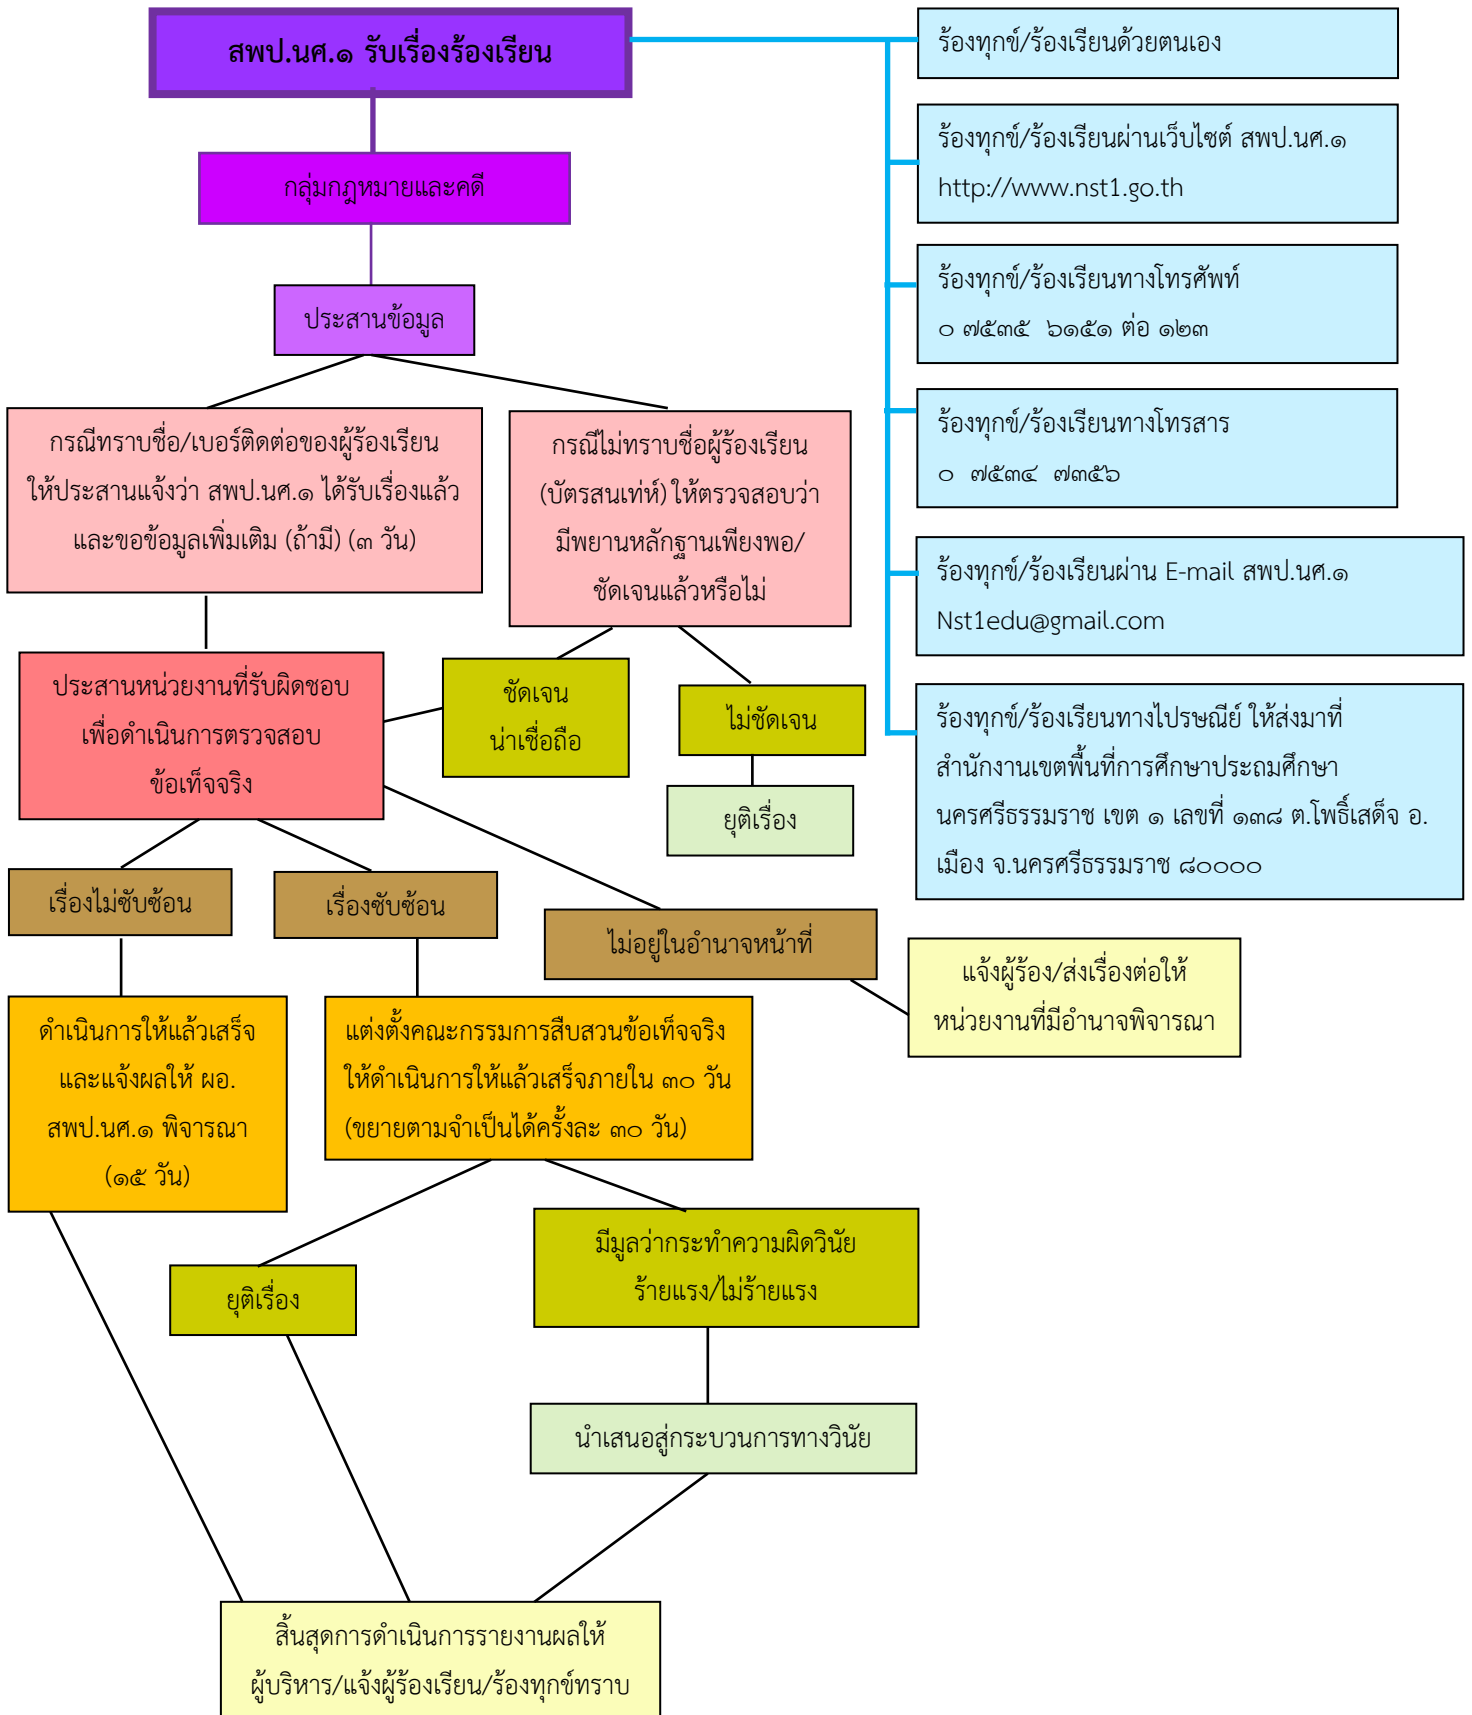 สพป.นศ.๑ รับเรื่องร้องเรียน
กลุ่มกฎหมายและคดี
ประสานข้อมูล
ร้องทุกข์/ร้องเรียนด้วยตนเอง
ร้องทุกข์/ร้องเรียนผ่านเว็บไซต์ สพป.นศ.๑
http://www.nst1.go.th
ร้องทุกข์/ร้องเรียนทางโทรศัพท์
๐ ๗๕๓๕ ๖๑๕๑ ต่อ ๑๒๓
ร้องทุกข์/ร้องเรียนทางโทรสาร
๐ ๗๕๓๔ ๗๓๕๖
ร้องทุกข์/ร้องเรียนผ่าน E-mail สพป.นศ.๑
Nst1edu@gmail.com
ร้องทุกข์/ร้องเรียนทางไปรษณีย์ ให้ส่งมาที่
สำนักงานเขตพื้นที่การศึกษาประถมศึกษา
นครศรีธรรมราช เขต ๑ เลขที่ ๑๓๘ ต.โพธิ์เสด็จ อ.
เมือง จ.นครศรีธรรมราช ๘๐๐๐๐
กรณีทราบชื่อ/เบอร์ติดต่อของผู้ร้องเรียน
ให้ประสานแจ้งว่า สพป.นศ.๑ ได้รับเรื่องแล้ว
และขอข้อมูลเพิ่มเติม (ถ้ามี) (๓ วัน)
กรณีไม่ทราบชื่อผู้ร้องเรียน
(บัตรสนเท่ห์) ให้ตรวจสอบว่า
มีพยานหลักฐานเพียงพอ/
ชัดเจนแล้วหรือไม่
ประสานหน่วยงานที่รับผิดชอบ
เพื่อดำเนินการตรวจสอบ
ข้อเท็จจริง
ชัดเจน
น่าเชื่อถือ
ไม่ชัดเจน
ยุติเรื่อง
เรื่องไม่ซับซ้อน
เรื่องซับซ้อน
ไม่อยู่ในอำนาจหน้าที่
แจ้งผู้ร้อง/ส่งเรื่องต่อให้
หน่วยงานที่มีอำนาจพิจารณา
ดำเนินการให้แล้วเสร็จ
และแจ้งผลให้ ผอ.
สพป.นศ.๑ พิจารณา
(๑๕ วัน)
แต่งตั้งคณะกรรมการสืบสวนข้อเท็จจริง
ให้ดำเนินการให้แล้วเสร็จภายใน ๓๐ วัน
(ขยายตามจำเป็นได้ครั้งละ ๓๐ วัน)
ยุติเรื่อง
มีมูลว่ากระทำความผิดวินัย
ร้ายแรง/ไม่ร้ายแรง
นำเสนอสู่กระบวนการทางวินัย
สิ้นสุดการดำเนินการรายงานผลให้
ผู้บริหาร/แจ้งผู้ร้องเรียน/ร้องทุกข์ทราบ